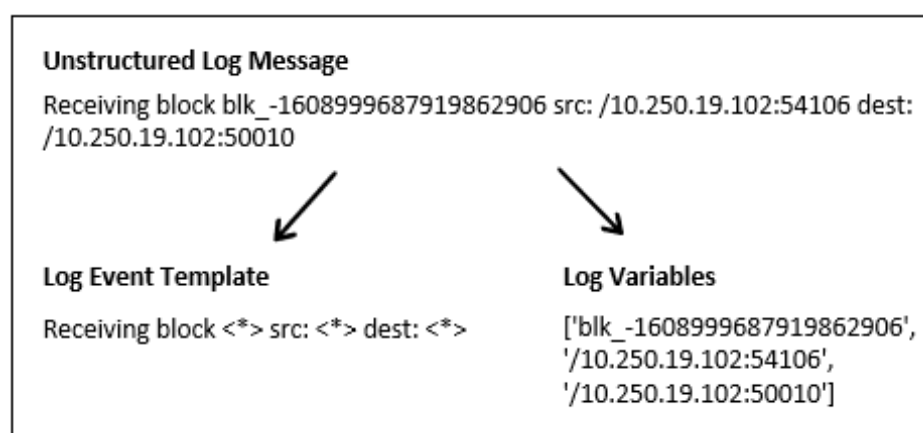 Unstructured Log Message
Receiving block blk_-1608999687919862906 src: /10.250.19.102:54106 dest:
/10.250.19.102:50010
Log Event Template
Receiving block <*> src: <*> dest: <*>
Log Variables
['blk_-1608999687919862906',
'/10.250.19.102:54106',
'/10.250.19.102:50010']